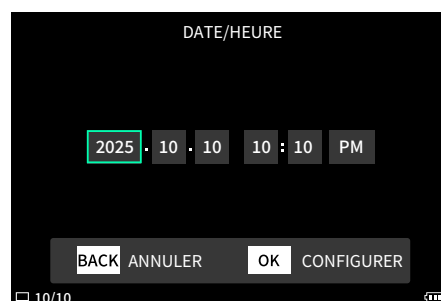 DATE/HEURE
2025.10.10 10:10 PM
BACK ANNULER OK CONFIGURER
10/10